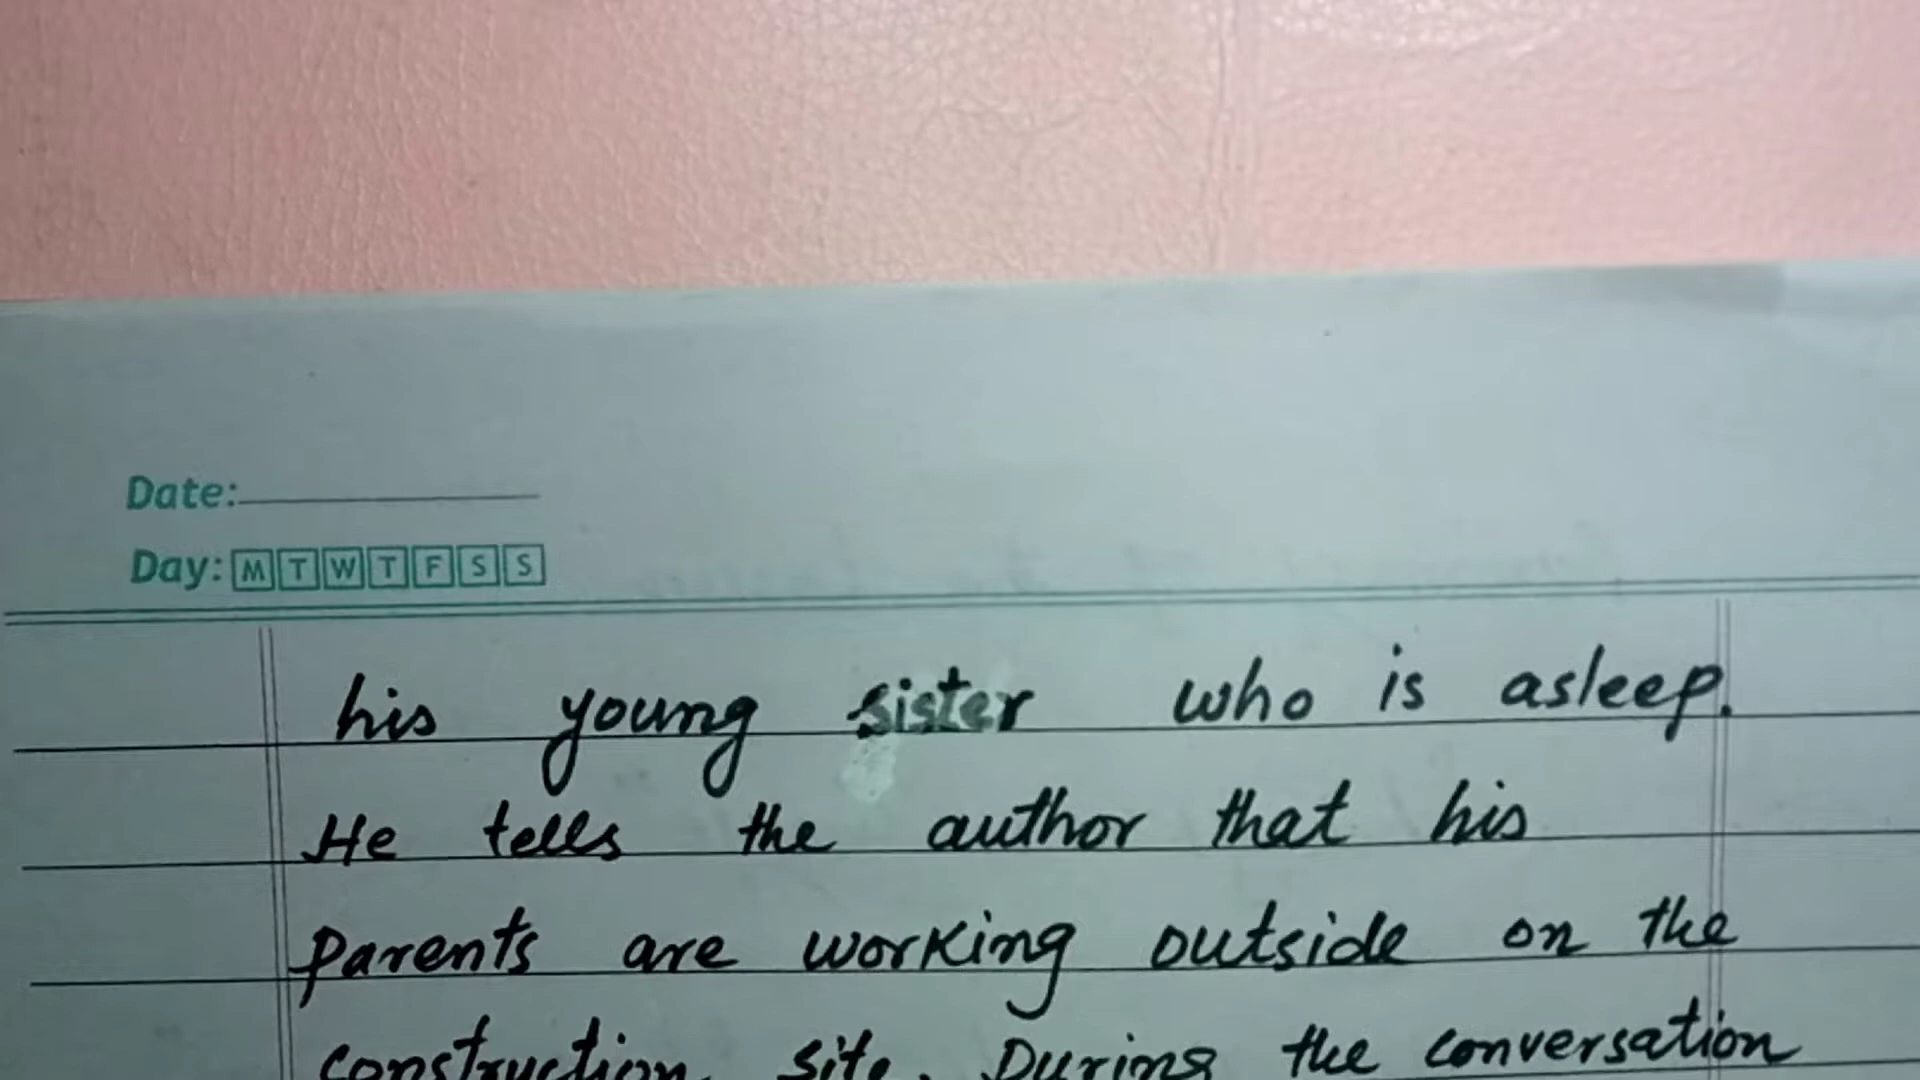 Date:
Day: M T W T F S S
his young sister who is asleep.
He tells the author that his
parents are working outside on the
construction site. During the conversation